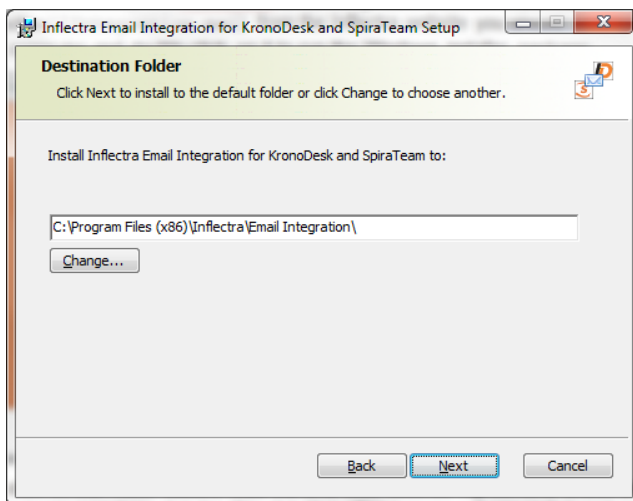 Inflectra Email Integration for KronoDesk and SpiraTeam Setup
Destination Folder
Click Next to install to the default folder or click Change to choose another.
Install Inflectra Email Integration for KronoDesk and SpiraTeam to:
C:\Program Files (x86)\Inflectra\Email Integration\
Change...
Back Next Cancel